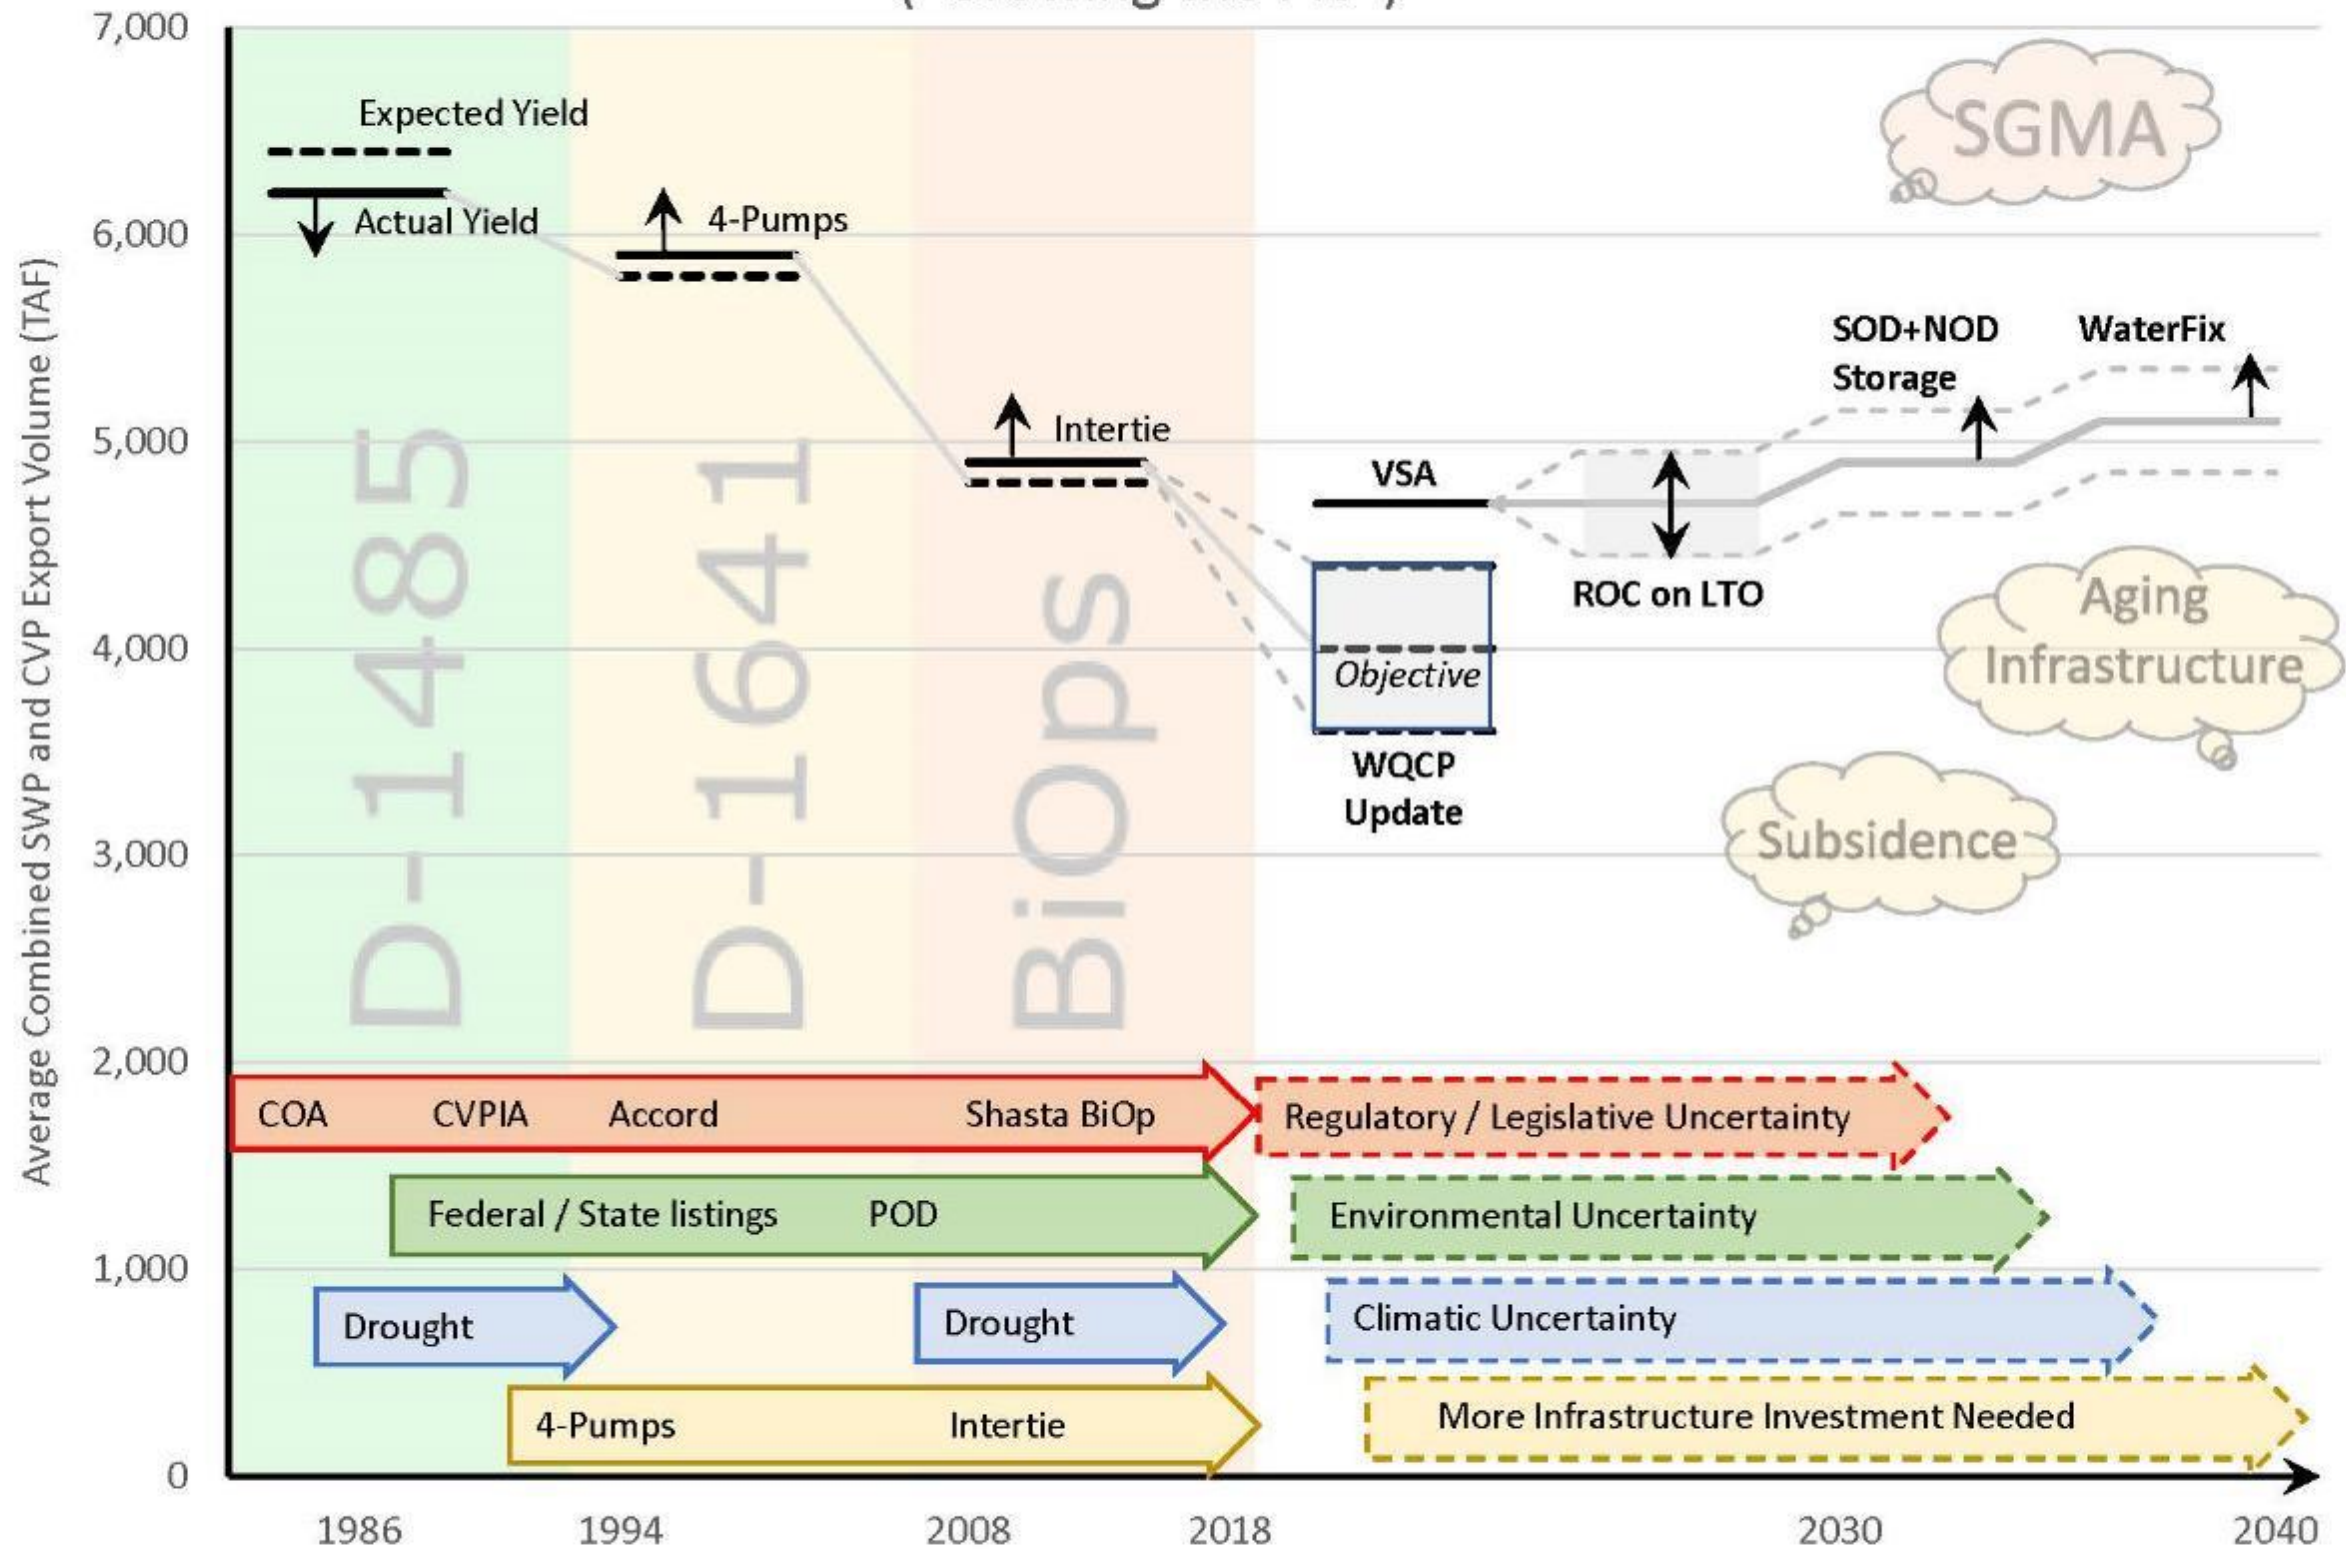 7,000
6,000
5,000
4,000
3,000
2,000
1,000
0
Average Combined SWP and CVP Export Volume (TAF)
Expected Yield
Actual Yield
4-Pumps
Intertie
D-1485
D-1641
BiOps
SGMA
SOD+NOD
Storage
WaterFix
VSA
ROC on LTO
Objective
WQCP
Update
Aging
Infrastructure
Subsidence
COA CVPIA Accord Shasta BiOp
Regulatory / Legislative Uncertainty
Federal / State listings POD
Environmental Uncertainty
Drought
Drought
Climatic Uncertainty
4-Pumps Intertie
More Infrastructure Investment Needed
1986 1994 2008 2018 2030 2040